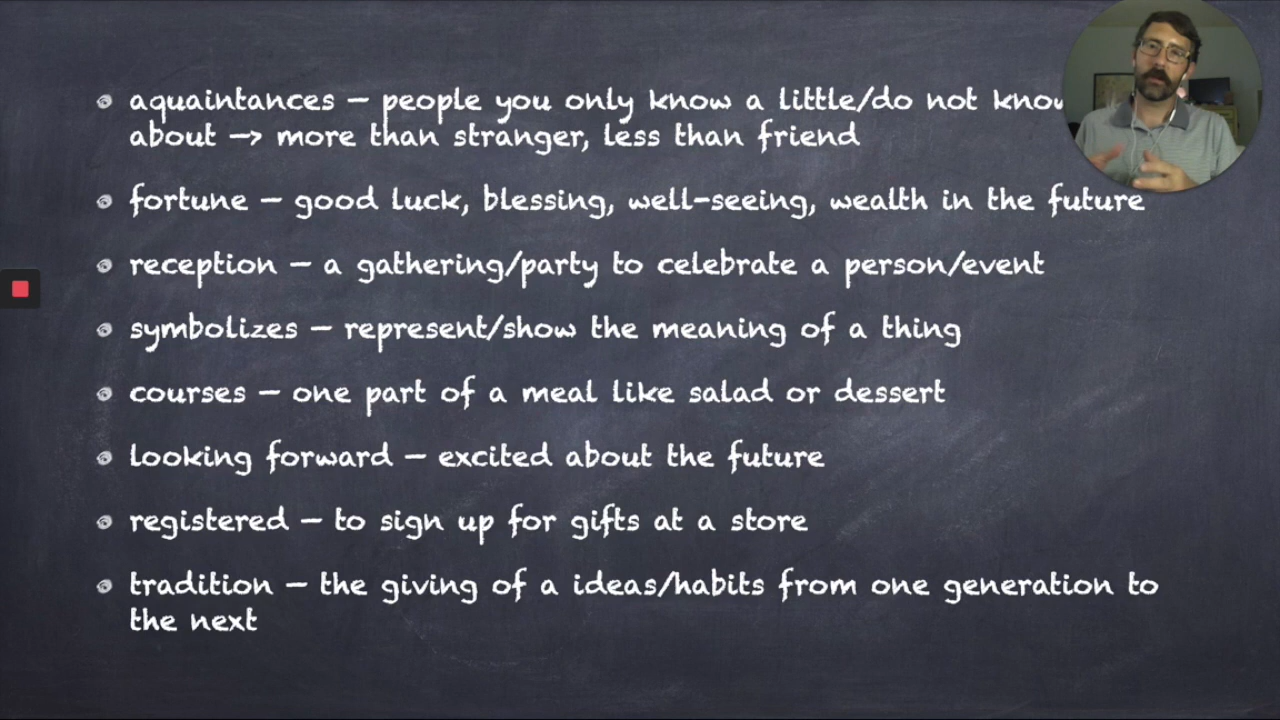 aquaintances – people you only know a little/do not
about -> more than stranger, less than friend
fortune – good luck, blessing, well-seeing, wealth in the future
reception – a gathering/party to celebrate a person/event
symbolizes – represent/show the meaning of a thing
courses – one part of a meal like salad or dessert
looking forward – excited about the future
registered – to sign up for gifts at a store
tradition – the giving of a ideas/habits from one generation to
the next